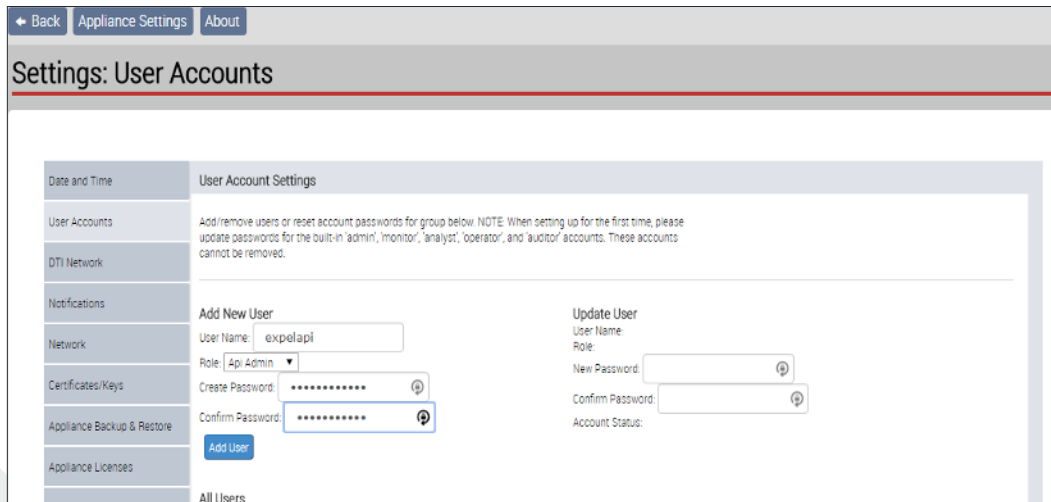 Back Appliance Settings About
Settings: User Accounts
Date and Time
User Accounts
DTI Network
Notifications
Network
Certificates/Keys
Appliance Backup & Restore
Appliance Licenses
User Account Settings
Add/remove users or reset account passwords for group below. NOTE: When setting up for the first time, please
update passwords for the built-in 'admin', 'monitor', 'analyst', 'operator', and 'auditor' accounts. These accounts
cannot be removed.
Add New User
User Name: expelapi
Role: Api Admin
Create Password: ••••••••••••
Confirm Password: •••••••••••
Add User
Update User
User Name:
Role:
New Password:
Confirm Password:
Account Status:
All Users